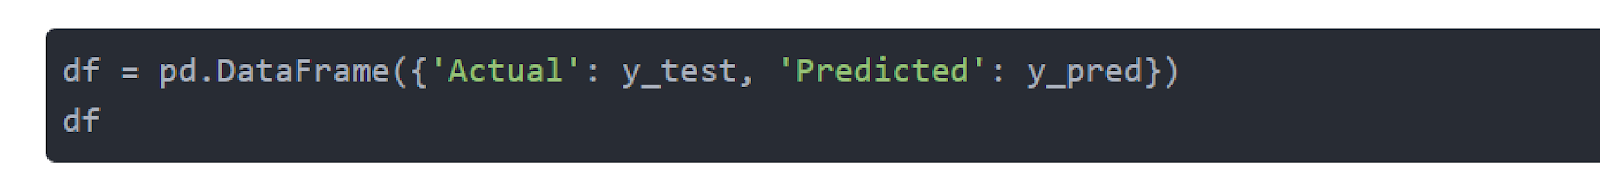 df = pd.DataFrame({'Actual': y_test, 'Predicted': y_pred})
df